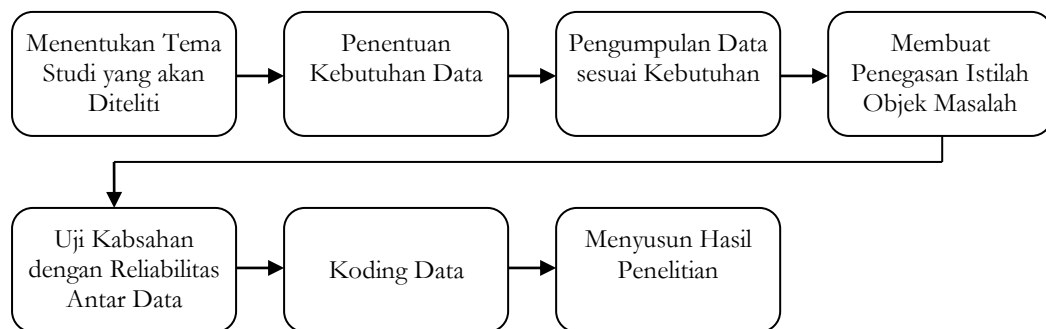 Menentukan Tema
Studi yang akan
Diteliti
Penentuan
Kebutuhan Data
Pengumpulan Data
sesuai Kebutuhan
Membuat
Penegasan Istilah
Objek Masalah
Uji Kabsahan
dengan Reliabilitas
Antar Data
Koding Data
Menyusun Hasil
Penelitian